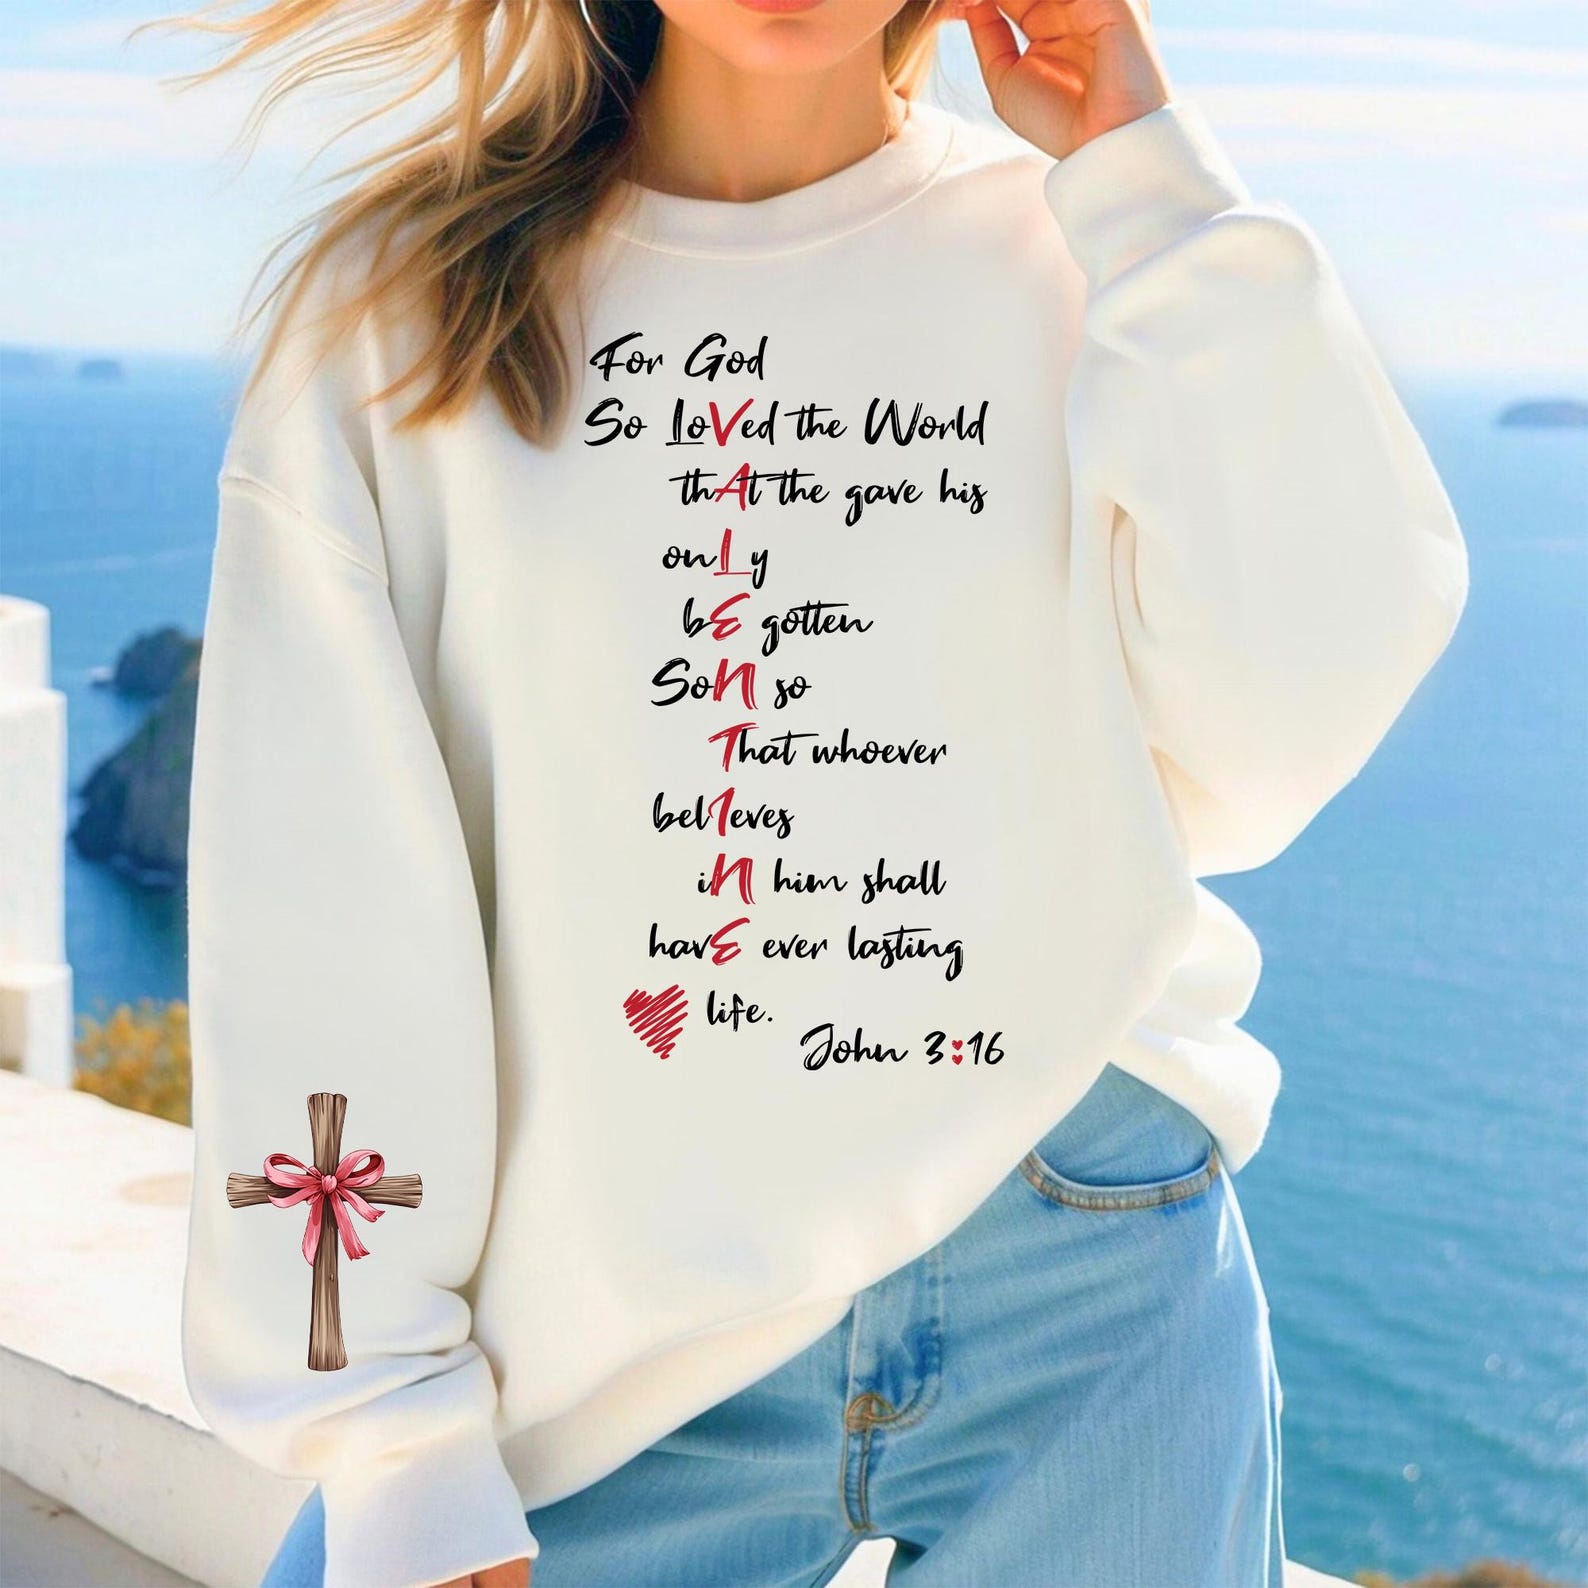 For God
So LoVed the World
thAt the gave his
onLy
bE gotten
SoN so
That whoever
belIeves
iN him shall
havE ever lasting
life.
John 3:16